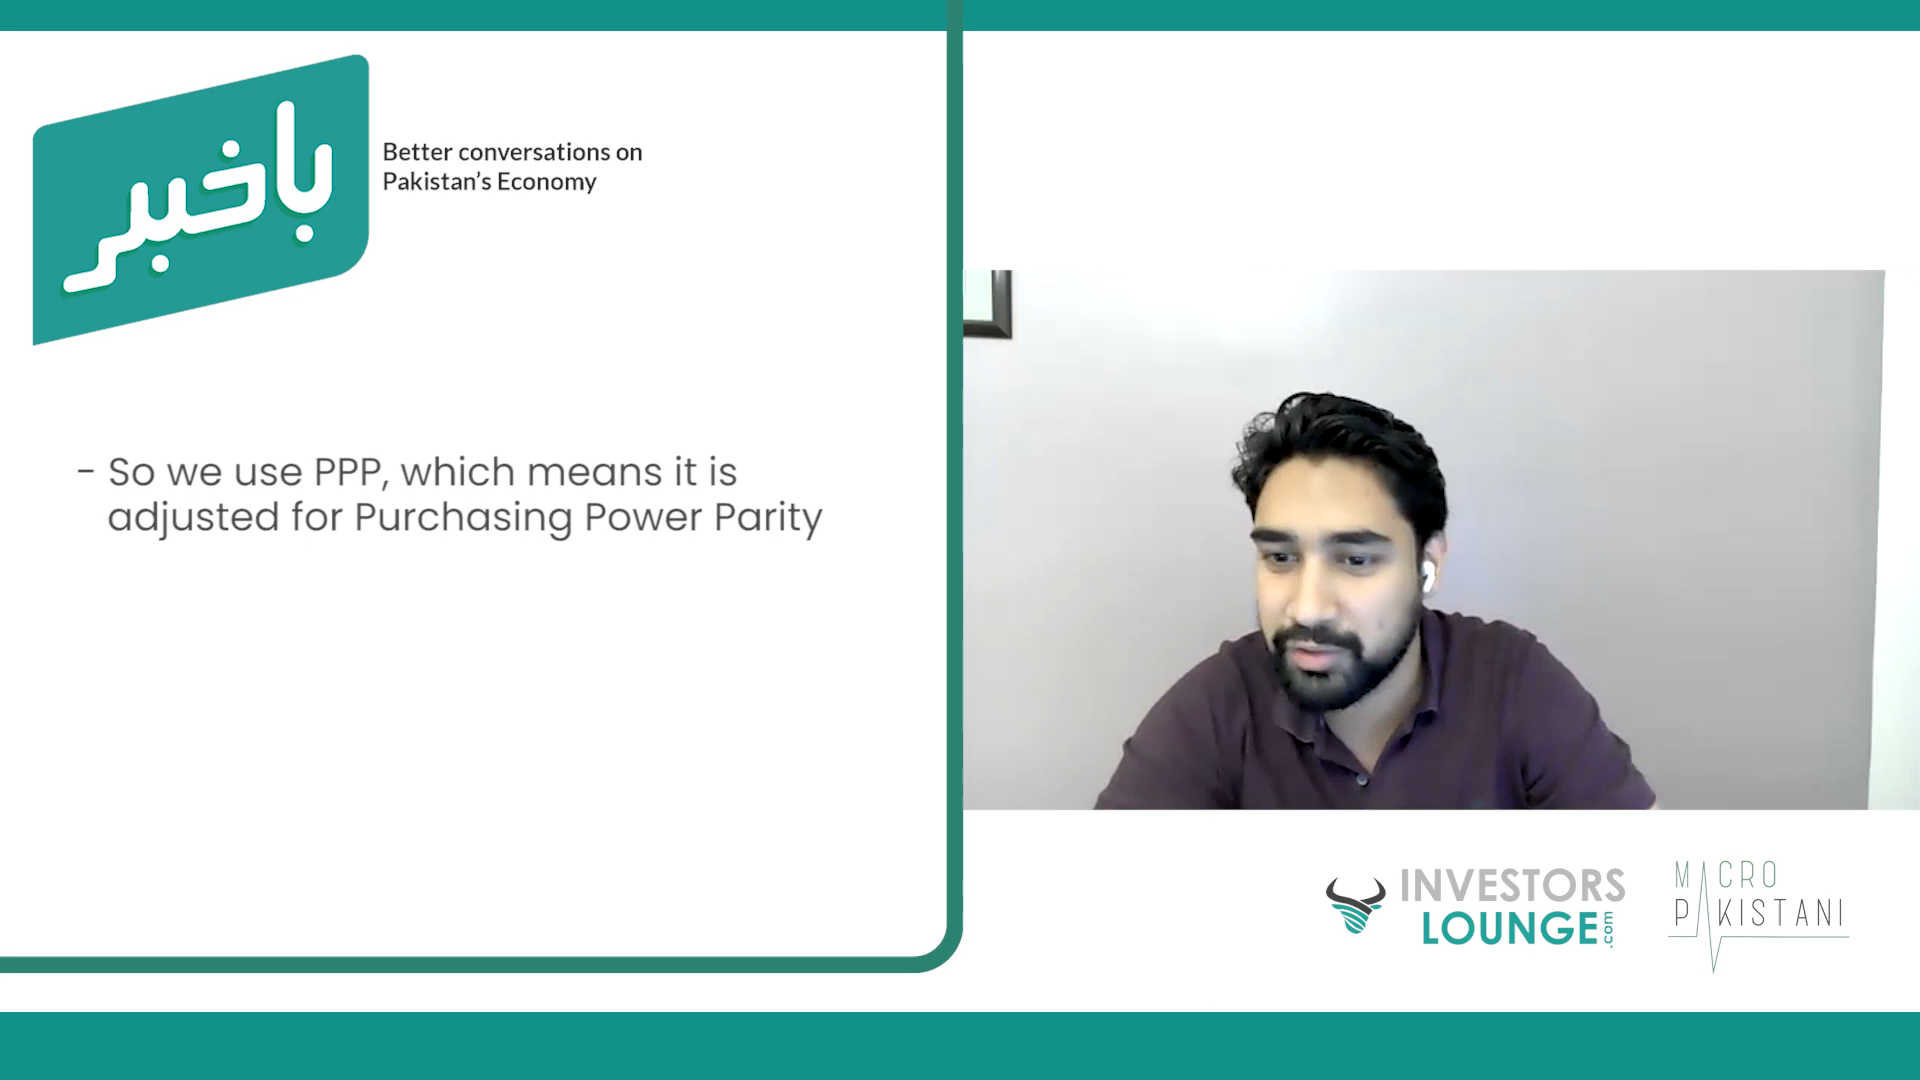 باخبر
Better conversations on
Pakistan’s Economy
- So we use PPP, which means it is
adjusted for Purchasing Power Parity
INVESTORS
LOUNGE.com
MACRO
PAKISTANI